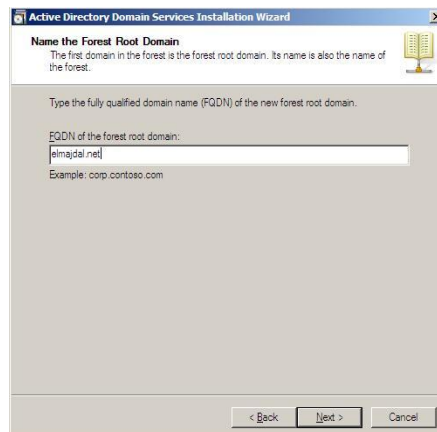 Active Directory Domain Services Installation Wizard
Name the Forest Root Domain
The first domain in the forest is the forest root domain. Its name is also the name of
the forest.
Type the fully qualified domain name (FQDN) of the new forest root domain.
FQDN of the forest root domain:
elmajdal.net
Example: corp.contoso.com
< Back
Next >
Cancel